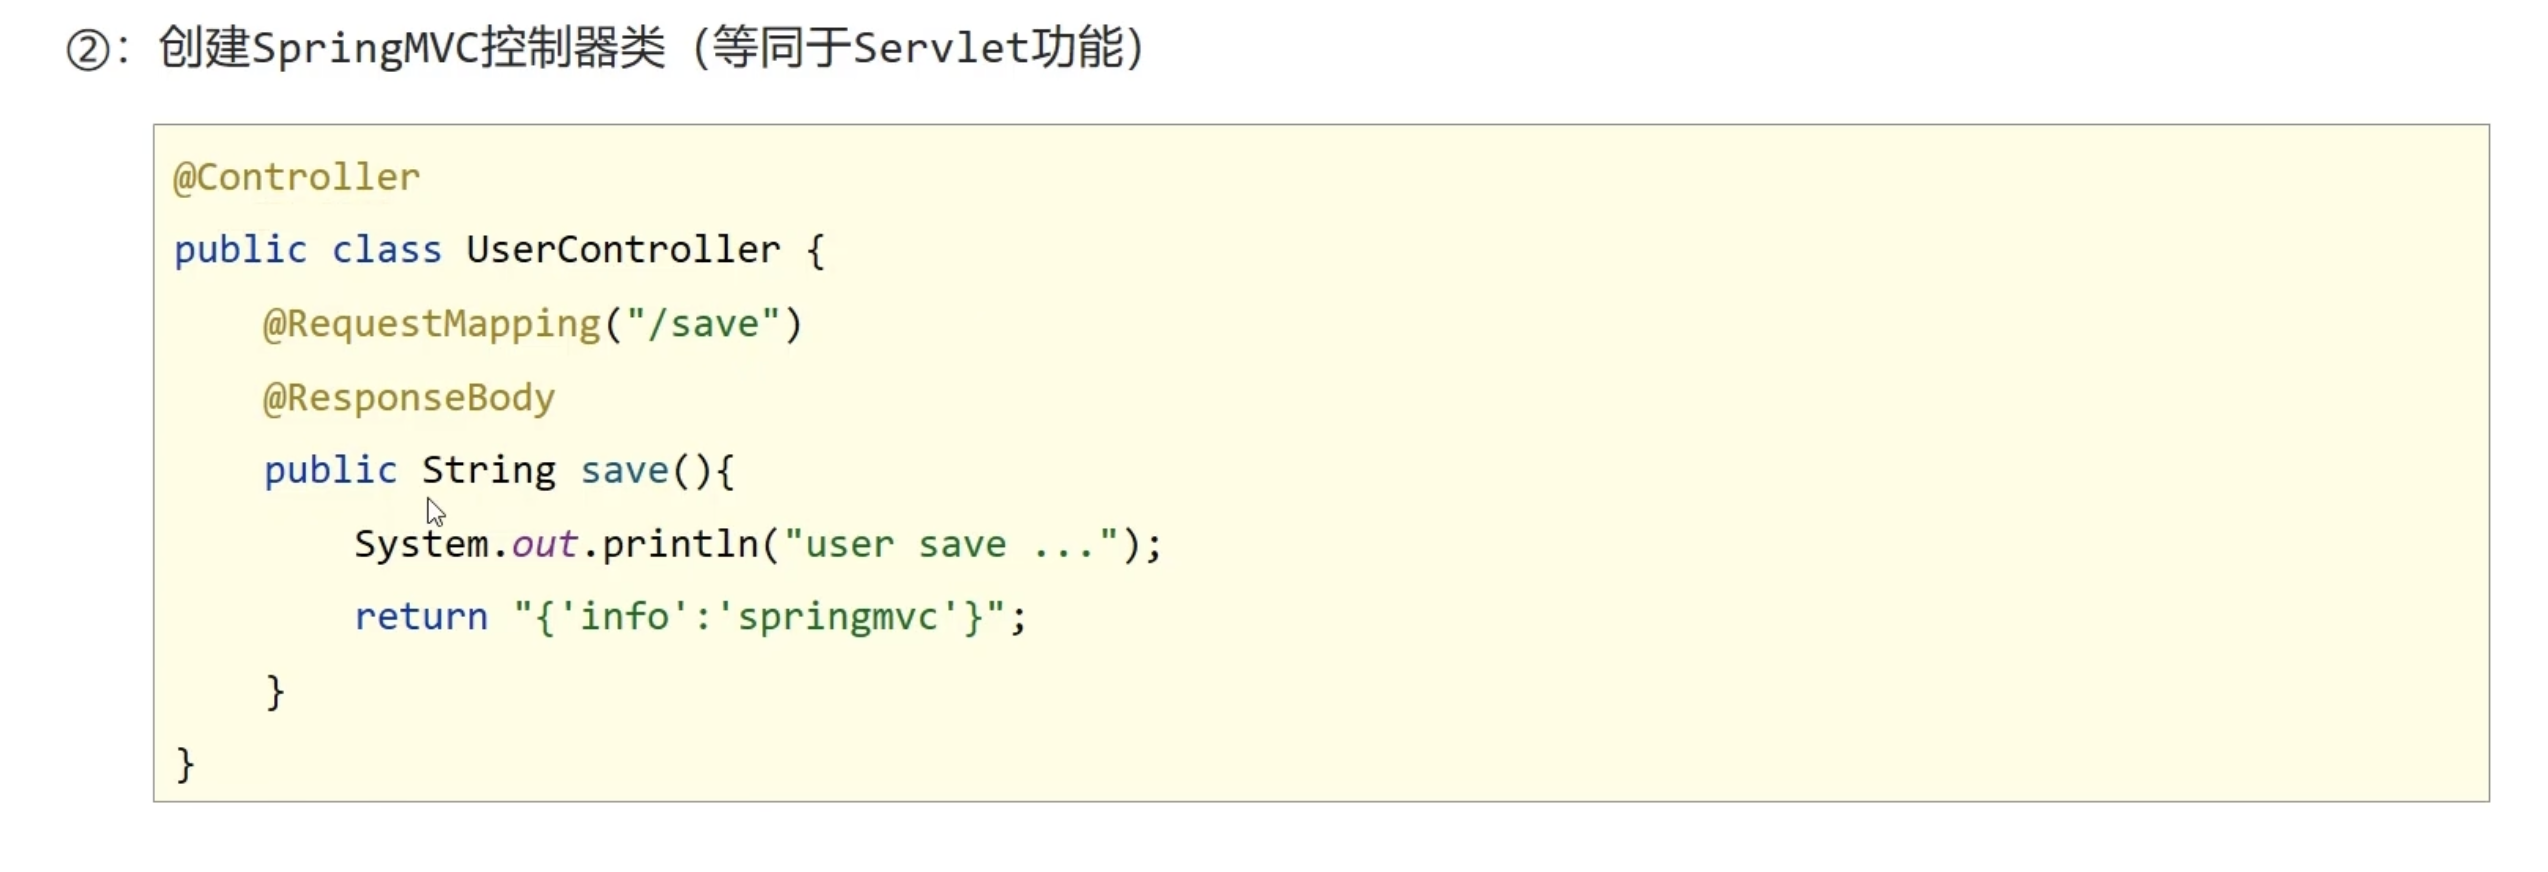 ②：创建SpringMVC控制器类（等同于Servlet功能）
@Controller
public class UserController {
    @RequestMapping("/save")
    @ResponseBody
    public String save(){
        System.out.println("user save ...");
        return "{'info':'springmvc'}";
    }
}